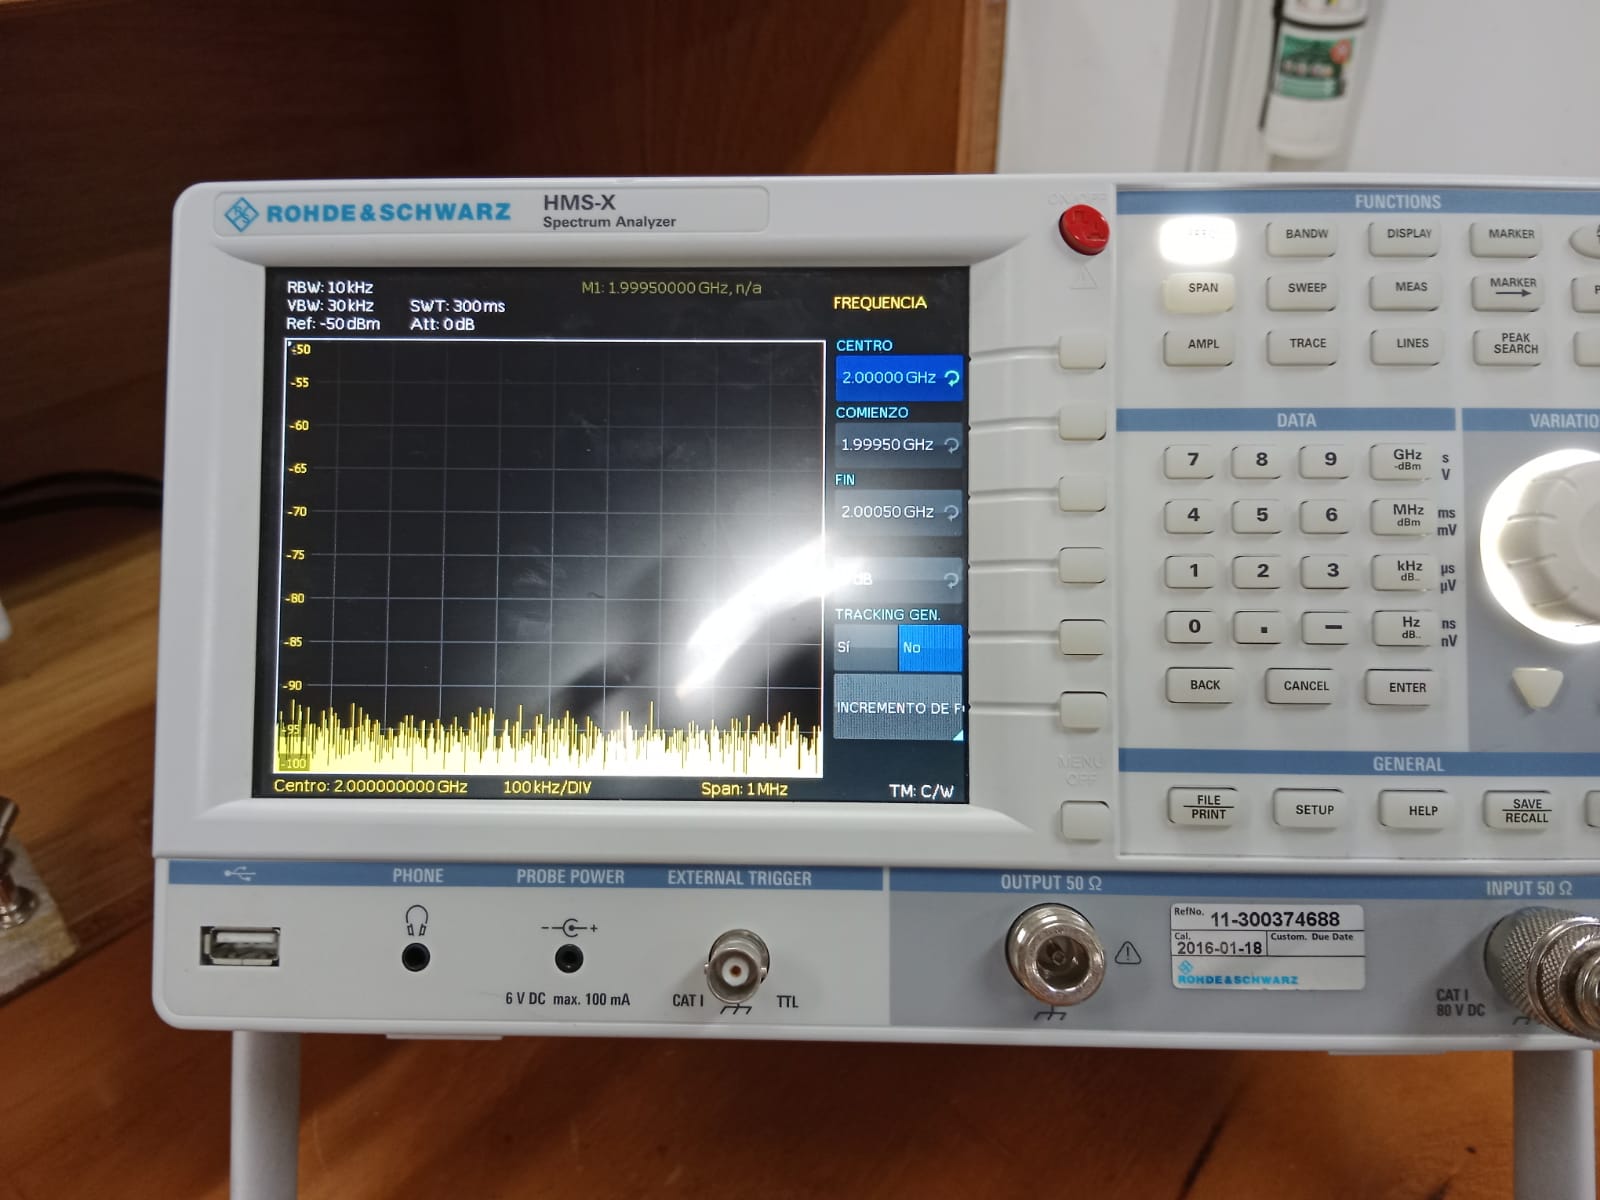 ROHDE & SCHWARZ
HMS-X
Spectrum Analyzer
RBW: 10 kHz
VBW: 30 kHz
SWT: 300 ms
Ref: -50 dBm
Att: 0 dB
M1: 1.99950000 GHz, n/a
-50
-55
-60
-65
-70
-75
-80
-85
-90
-95
-100
Centro: 2.000000000 GHz
100 kHz/DIV
Span: 1 MHz
FREQUENCIA
CENTRO
2.00000 GHz
COMIENZO
1.99950 GHz
FIN
2.00050 GHz
dB
TRACKING GEN.
Sí
No
INCREMENTO DE
TM: C/W
ON/OFF
MENU
OFF
FUNCTIONS
BANDW
DISPLAY
MARKER
SPAN
SWEEP
MEAS
MARKER
AMPL
TRACE
LINES
PEAK
SEARCH
DATA
7
8
9
GHz
-dBm
s
V
4
5
6
MHz
dBm
ms
mV
1
2
3
kHz
dB..
µs
µV
0
.
-
Hz
dB..
ns
nV
BACK
CANCEL
ENTER
GENERAL
FILE
PRINT
SETUP
HELP
SAVE
RECALL
PHONE
PROBE POWER
EXTERNAL TRIGGER
- +
6 V DC max. 100 mA
CAT I
TTL
OUTPUT 50 Ω
RefNo. 11-300374688
Cal.
2016-01-18
Custom. Due Date
ROHDE & SCHWARZ
INPUT 50 Ω
CAT I
80 V DC